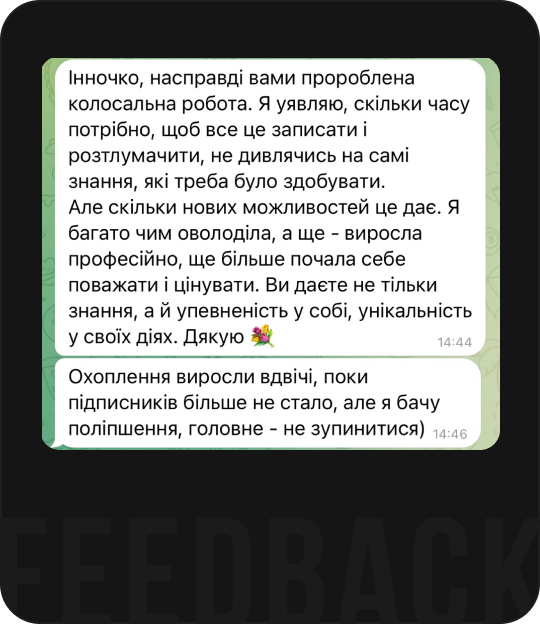 Інночко, насправді вами пророблена
колосальна робота. Я уявляю, скільки часу
потрібно, щоб все це записати і
розтлумачити, не дивлячись на самі
знання, які треба було здобувати.
Але скільки нових можливостей це дає. Я
багато чим оволоділа, а ще - виросла
професійно, ще більше почала себе
поважати і цінувати. Ви даєте не тільки
знання, а й упевненість у собі, унікальність
у своїх діях. Дякую 💐
14:44
Охоплення виросли вдвічі, поки
підписників більше не стало, але я бачу
поліпшення, головне - не зупинитися)
14:46
FEEDBACK